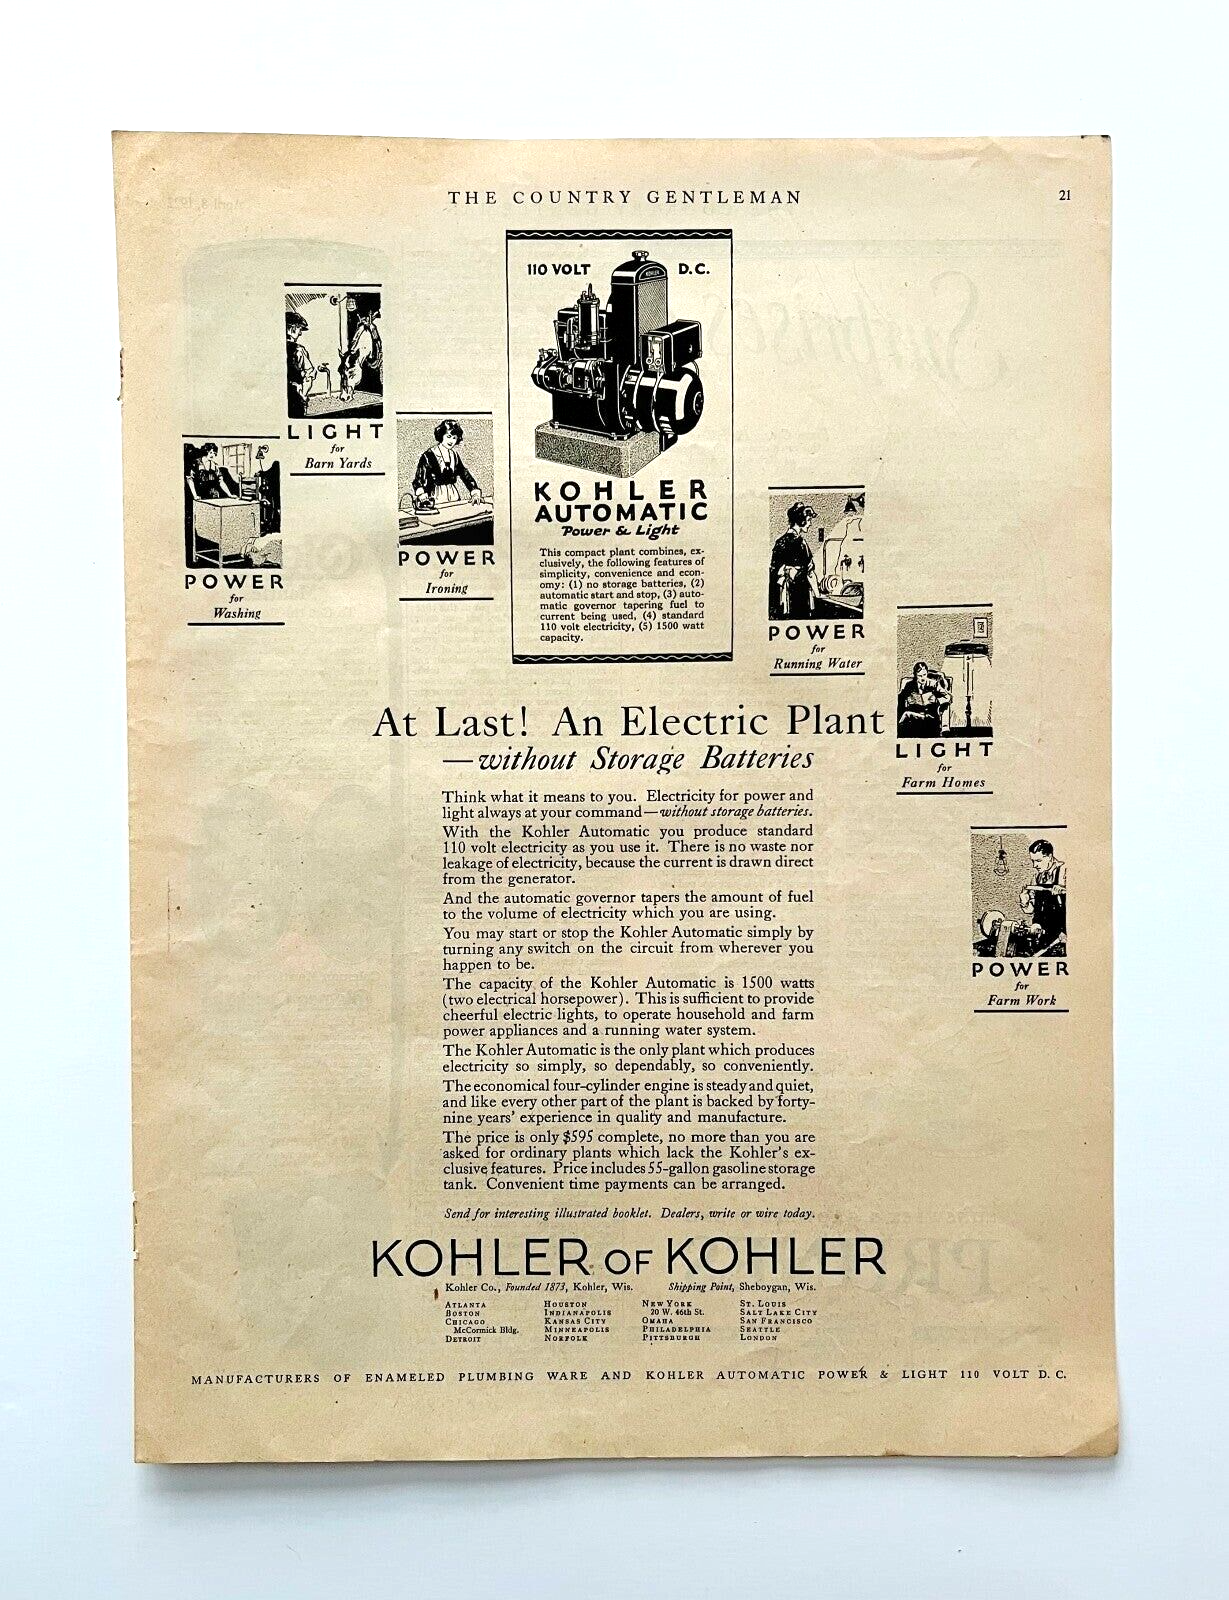 THE COUNTRY GENTLEMAN
21
110 VOLT D.C.
KOHLER
KOHLER
AUTOMATIC
Power & Light
This compact plant combines, ex-
clusively, the following features of
simplicity, convenience and econ-
omy: (1) no storage batteries, (2)
automatic start and stop, (3) auto-
matic governor tapering fuel to
current being used, (4) standard
110 volt electricity, (5) 1500 watt
capacity.
LIGHT
for
Barn Yards
POWER
for
Washing
POWER
for
Ironing
POWER
for
Running Water
LIGHT
for
Farm Homes
POWER
for
Farm Work
At Last! An Electric Plant
—without Storage Batteries
Think what it means to you. Electricity for power and
light always at your command—without storage batteries.
With the Kohler Automatic you produce standard
110 volt electricity as you use it. There is no waste nor
leakage of electricity, because the current is drawn direct
from the generator.
And the automatic governor tapers the amount of fuel
to the volume of electricity which you are using.
You may start or stop the Kohler Automatic simply by
turning any switch on the circuit from wherever you
happen to be.
The capacity of the Kohler Automatic is 1500 watts
(two electrical horsepower). This is sufficient to provide
cheerful electric lights, to operate household and farm
power appliances and a running water system.
The Kohler Automatic is the only plant which produces
electricity so simply, so dependably, so conveniently.
The economical four-cylinder engine is steady and quiet,
and like every other part of the plant is backed by forty-
nine years' experience in quality and manufacture.
The price is only $595 complete, no more than you are
asked for ordinary plants which lack the Kohler's ex-
clusive features. Price includes 55-gallon gasoline storage
tank. Convenient time payments can be arranged.
Send for interesting illustrated booklet. Dealers, write or wire today.
KOHLER OF KOHLER
Kohler Co., Founded 1873, Kohler, Wis. Shipping Point, Sheboygan, Wis.
ATLANTA HOUSTON NEW YORK ST. LOUIS
BOSTON INDIANAPOLIS 20 W. 46th St. SALT LAKE CITY
CHICAGO KANSAS CITY OMAHA SAN FRANCISCO
McCormick Bldg. MINNEAPOLIS PHILADELPHIA SEATTLE
DETROIT NORFOLK PITTSBURGH LONDON
MANUFACTURERS OF ENAMELED PLUMBING WARE AND KOHLER AUTOMATIC POWER & LIGHT 110 VOLT D. C.